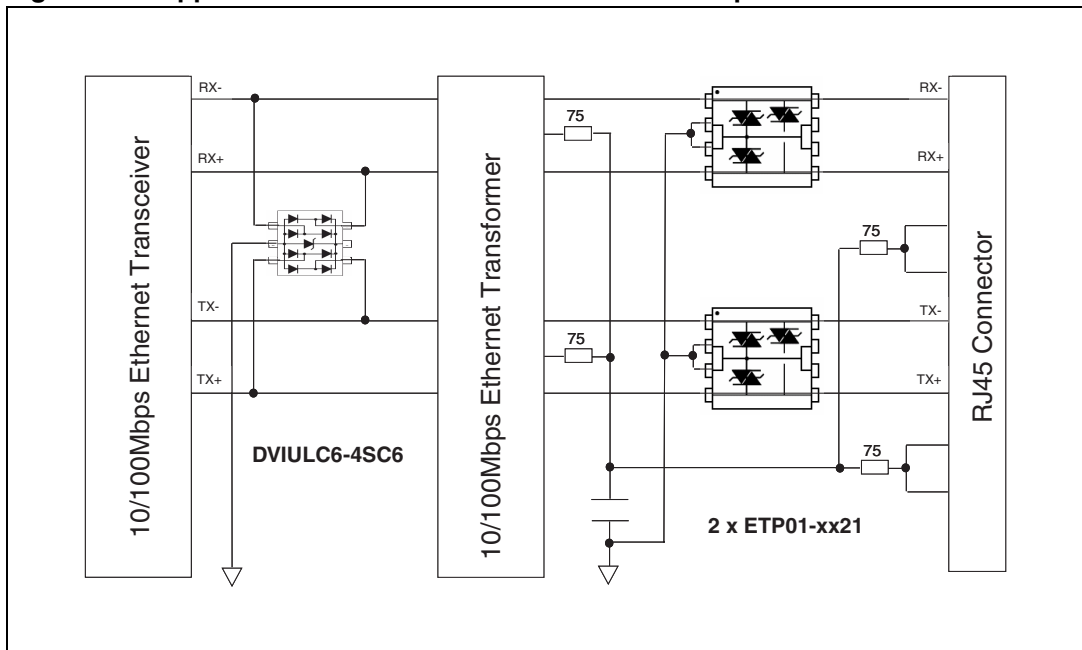 RX-
RX+
TX-
TX+
10/100Mbps Ethernet Transceiver
DVIULC6-4SC6
10/100Mbps Ethernet Transformer
75
75
75
75
2 x ETP01-xx21
RX-
RX+
TX-
TX+
RJ45 Connector